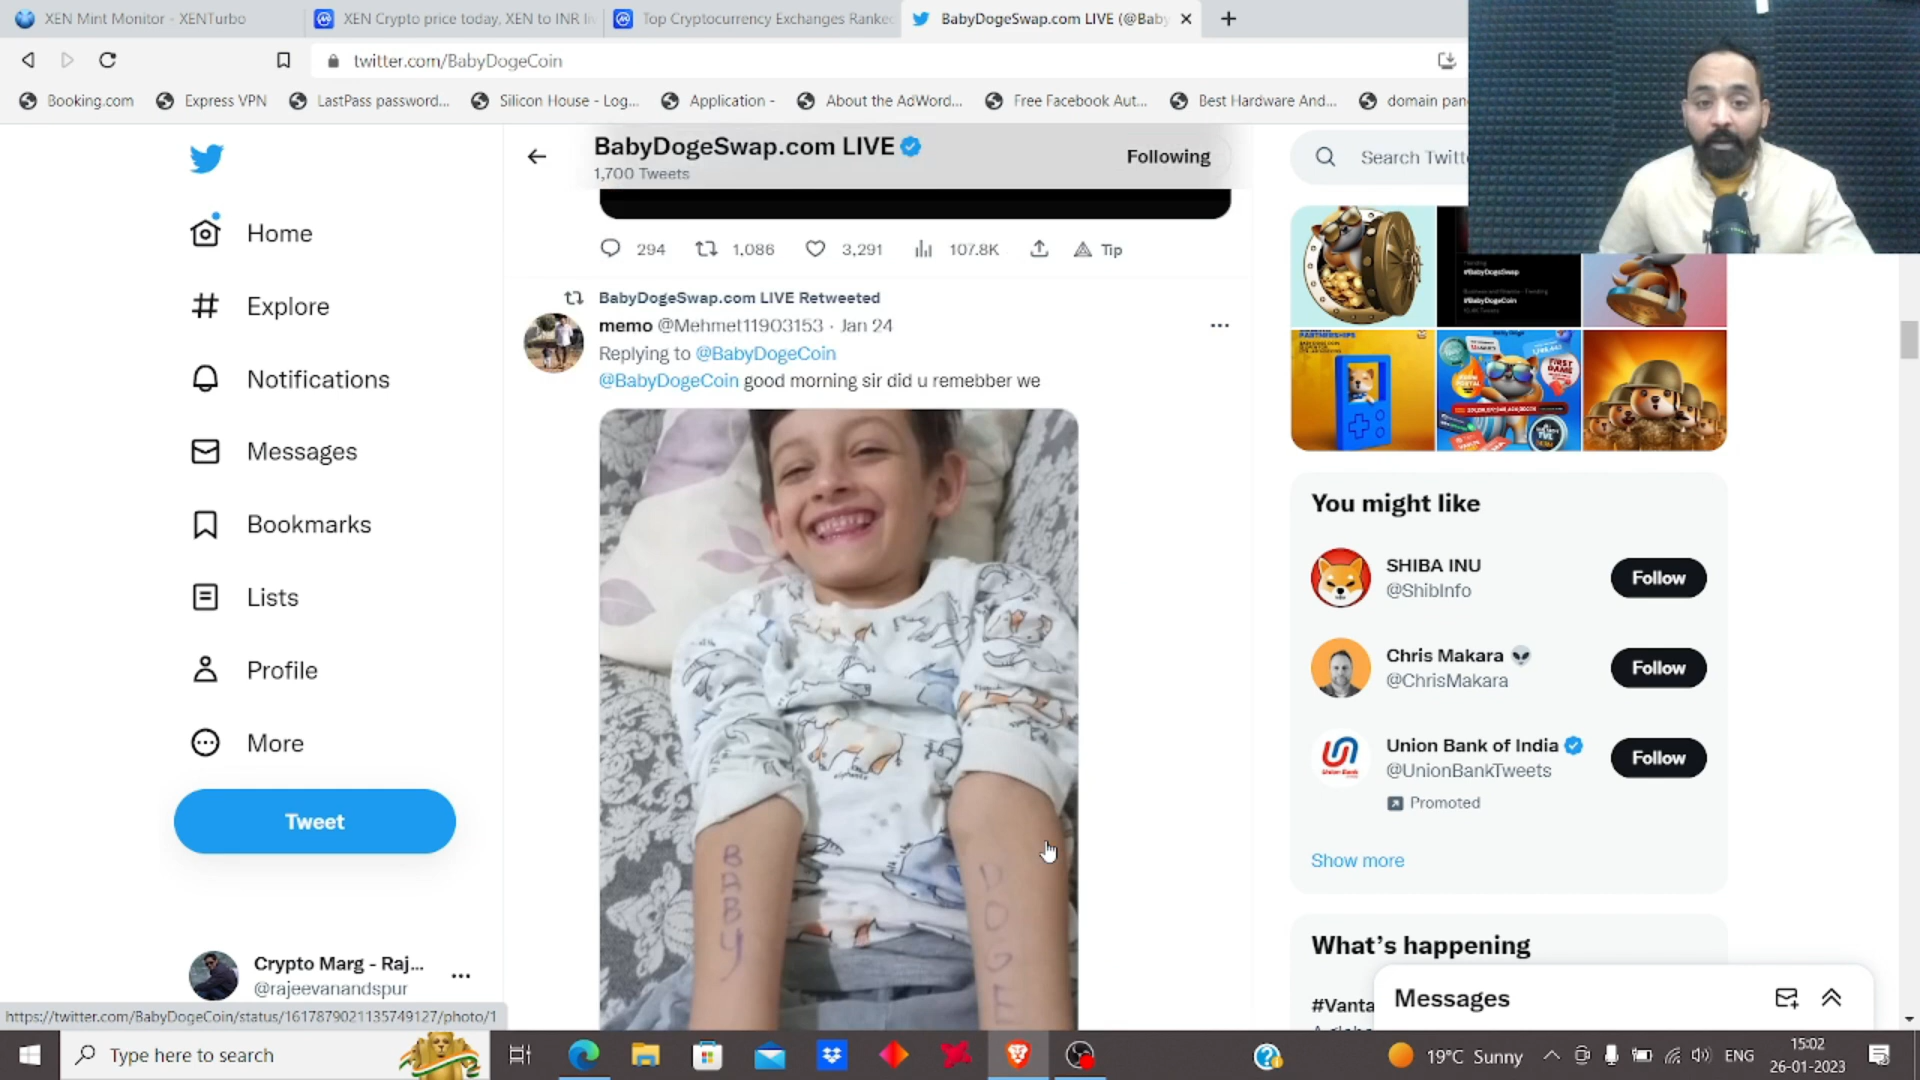 XEN Mint Monitor - XENTurbo
XEN Crypto price today, XEN to INR li
Top Cryptocurrency Exchanges Ranked
BabyDogeSwap.com LIVE (@Baby
twitter.com/BabyDogeCoin
Booking.com
Express VPN
LastPass password...
Silicon House - Log...
Application -
About the AdWord...
Free Facebook Aut...
Best Hardware And...
domain pan
BabyDogeSwap.com LIVE
1,700 Tweets
Following
Search Twitt
Home
Explore
Notifications
Messages
Bookmarks
Lists
Profile
More
Tweet
Crypto Marg - Raj...
@rajeevanandspur
294
1,086
3,291
107.8K
Tip
BabyDogeSwap.com LIVE Retweeted
memo @Mehmet11903153 · Jan 24
Replying to @BabyDogeCoin
@BabyDogeCoin good morning sir did u remebber we
BABY
DOGE
#BabyDogeSwap
#BabyDogeCoin
PARTNERSHIPS
You might like
SHIBA INU
@ShibInfo
Follow
Chris Makara
@ChrisMakara
Follow
Union Bank of India
@UnionBankTweets
Follow
Promoted
Show more
What's happening
#Vanta
Messages
https://twitter.com/BabyDogeCoin/status/1617879021135749127/photo/1
Type here to search
19°C Sunny
ENG
15:02
26-01-2023